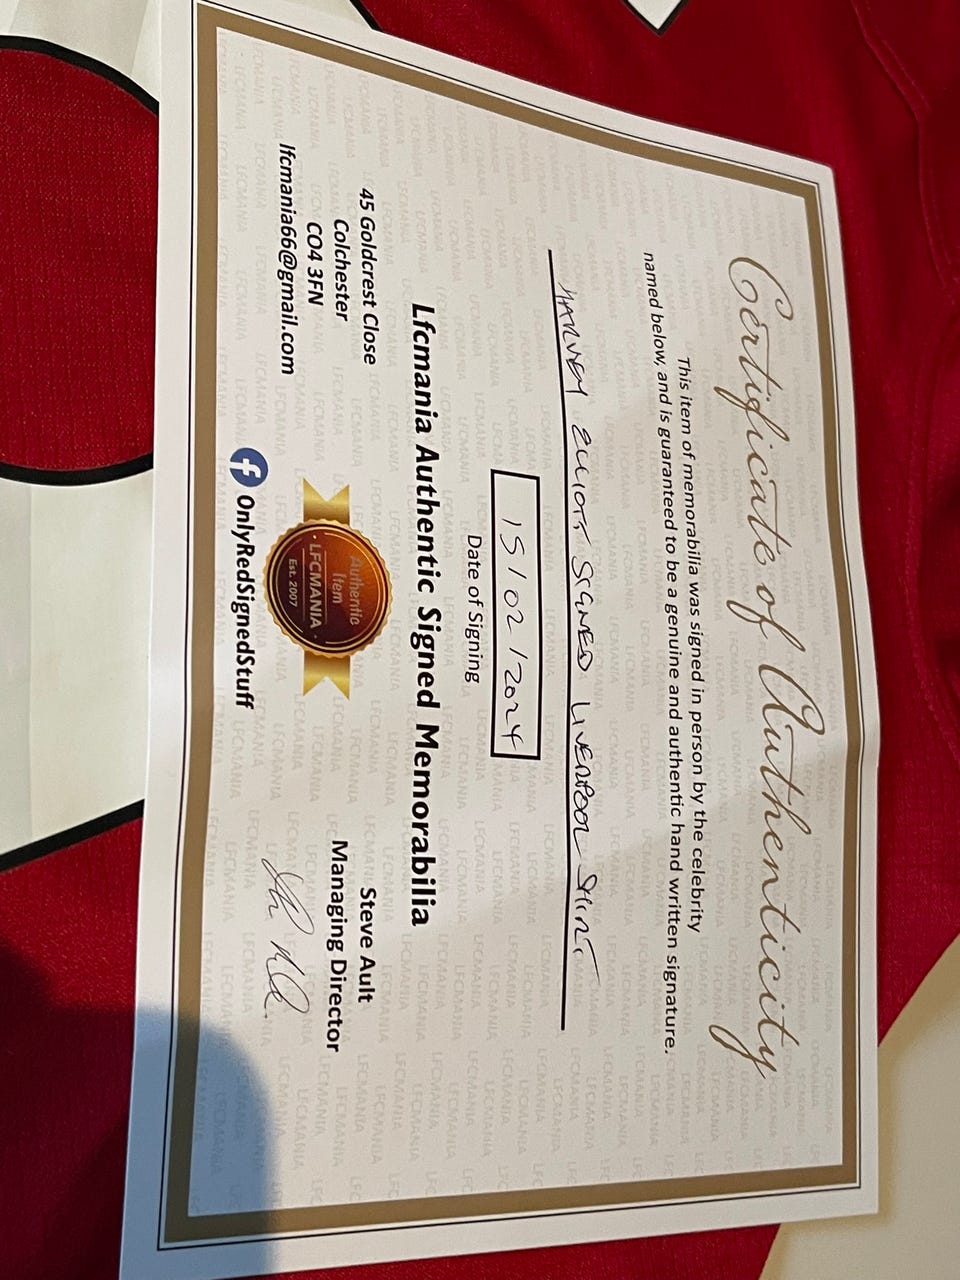 Certificate of Authenticity
This item of memorabilia was signed in person by the celebrity
named below, and is guaranteed to be a genuine and authentic hand written signature.
HARVEY ELLIOTT SIGNED LIVERPOOL SHIRT
15/02/2024
Date of Signing
Lfcmania Authentic Signed Memorabilia
45 Goldcrest Close
Colchester
CO4 3FN
lfcmania66@gmail.com
Authentic
Item
· LFCMANIA ·
Est. 2007
OnlyRedSignedStuff
Steve Ault
Managing Director